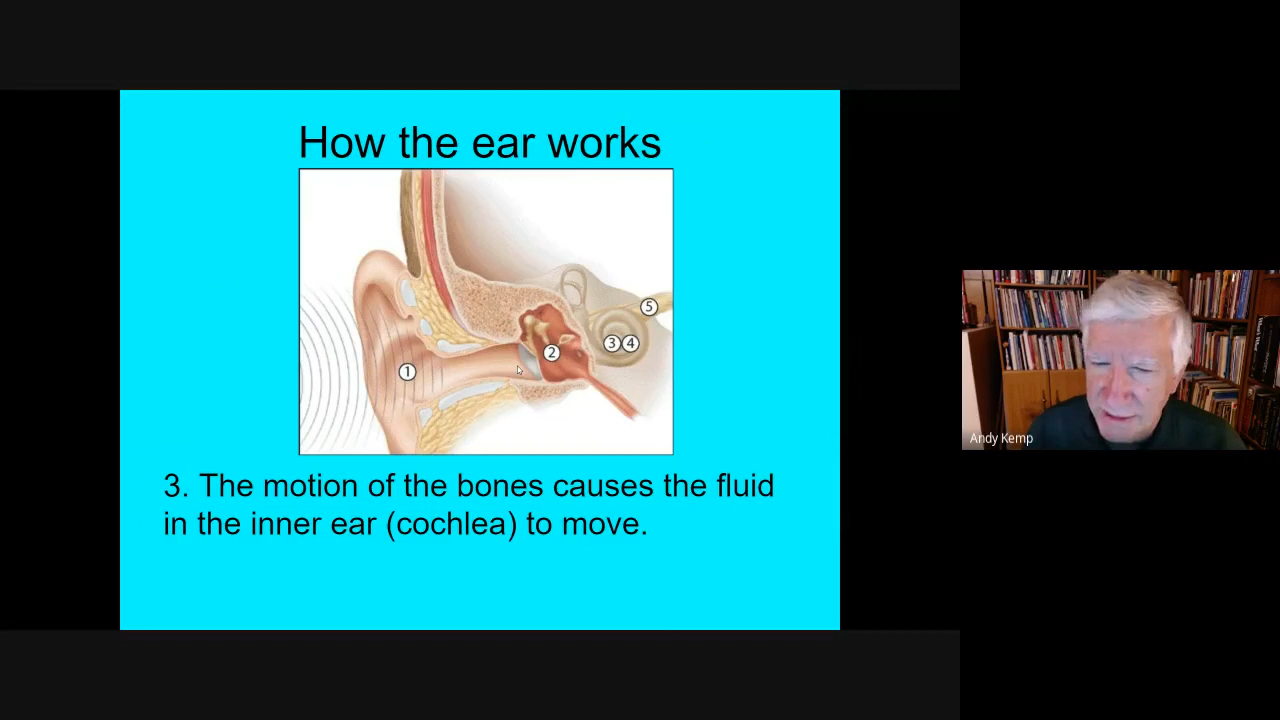 How the ear works
1
2
3 4
5
3. The motion of the bones causes the fluid
in the inner ear (cochlea) to move.
Andy Kemp